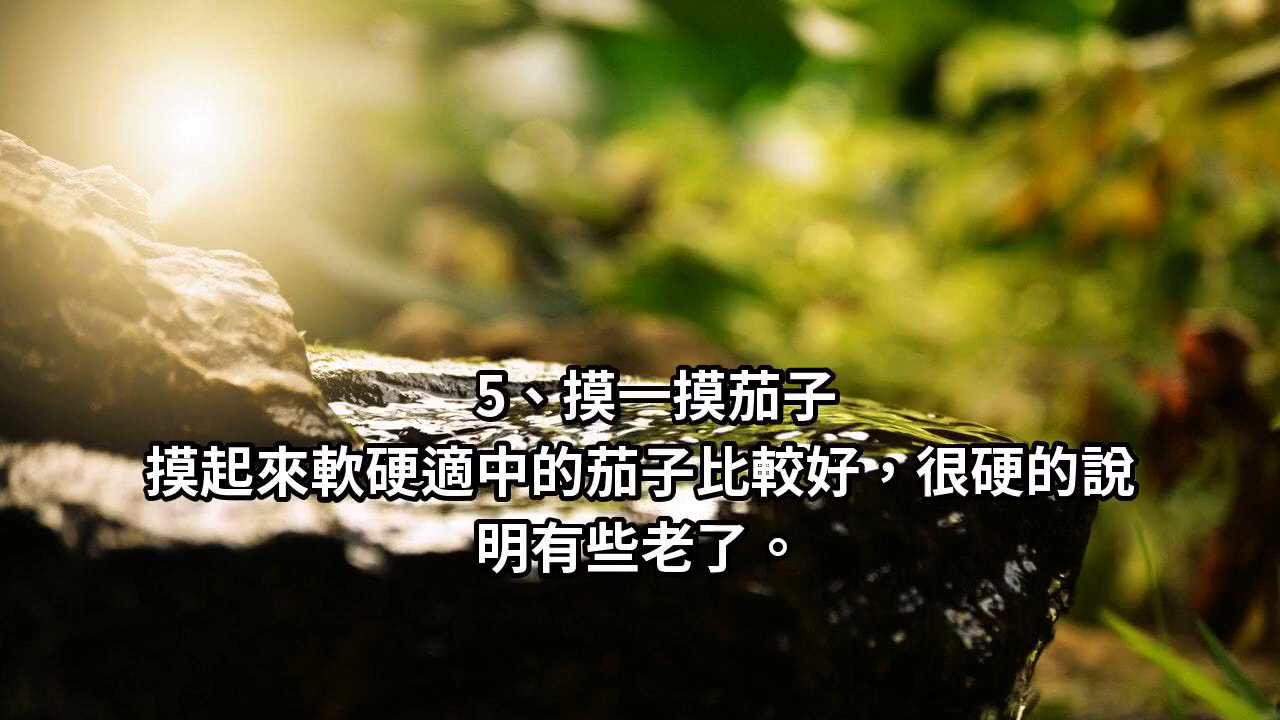 5、摸一摸茄子
摸起來軟硬適中的茄子比較好，很硬的說
明有些老了。